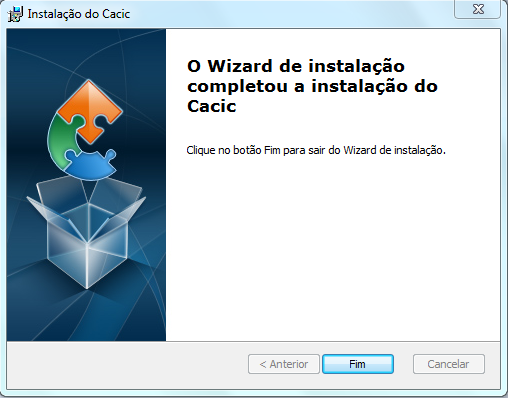 Instalação do Cacic
O Wizard de instalação
completou a instalação do
Cacic
Clique no botão Fim para sair do Wizard de instalação.
< Anterior
Fim
Cancelar